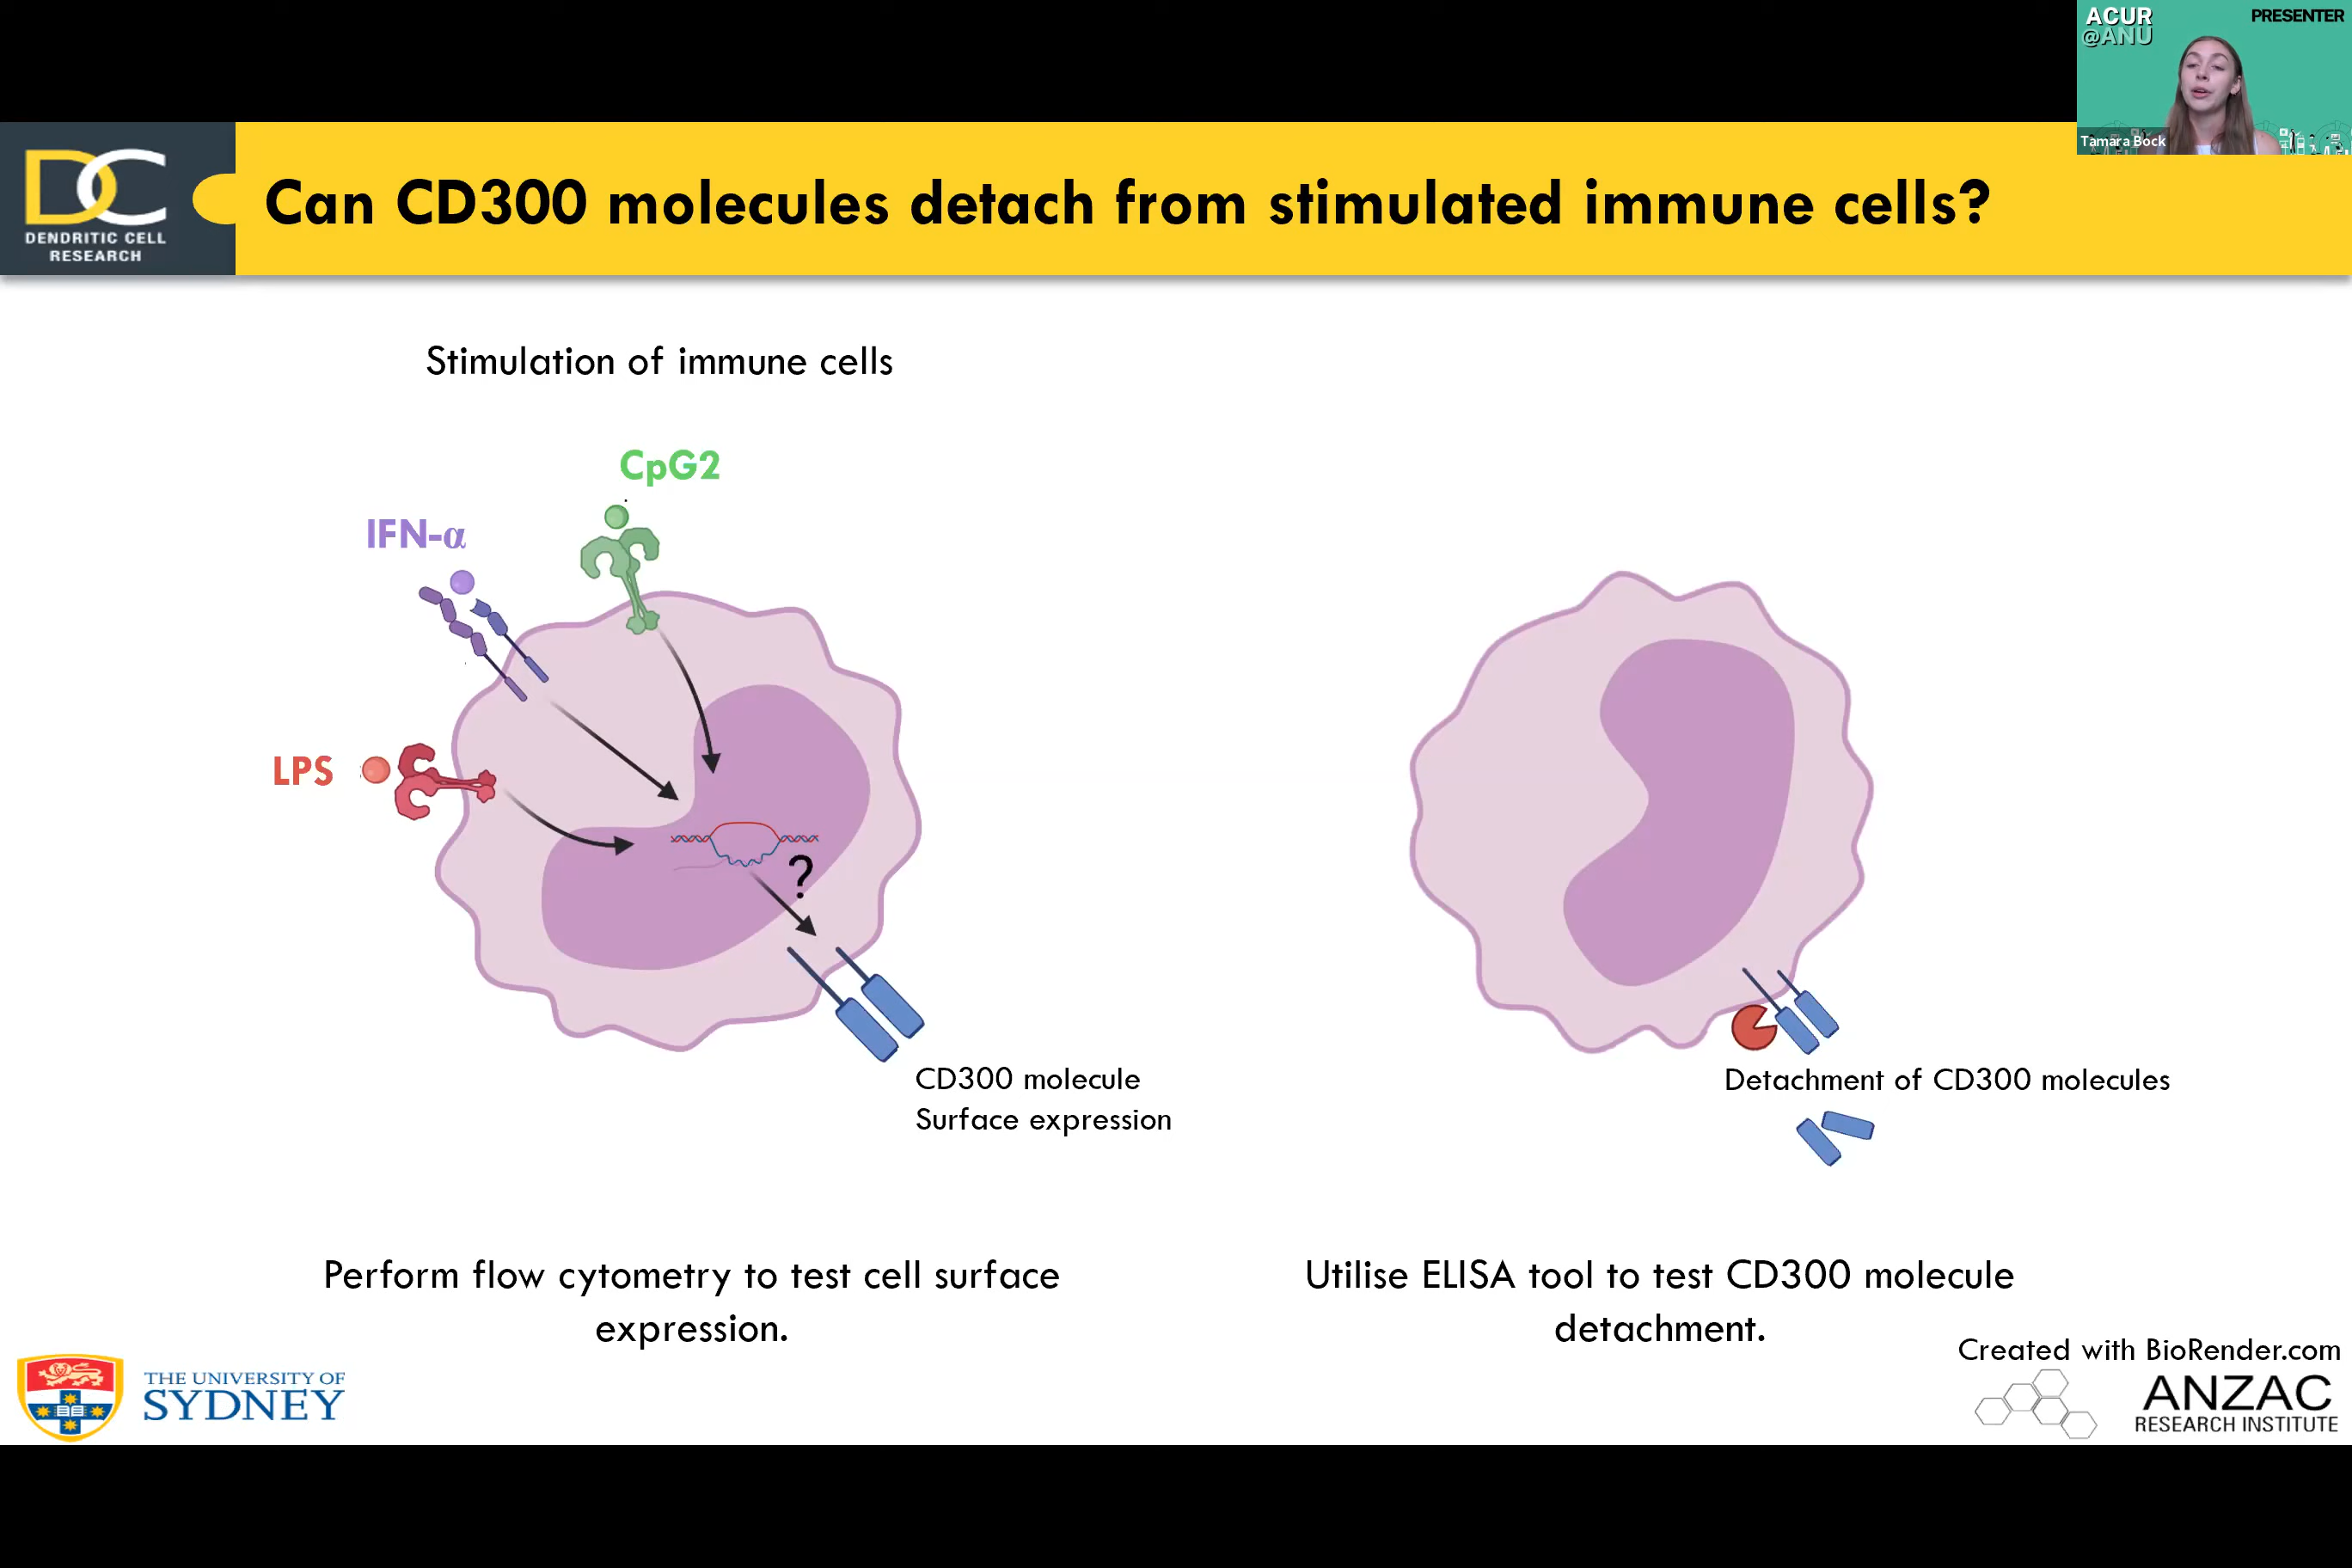 ACUR
@ANU
PRESENTER
Tamara Bock
DC
DENDRITIC CELL
RESEARCH
Can CD300 molecules detach from stimulated immune cells?
Stimulation of immune cells
CpG2
IFN-α
LPS
?
CD300 molecule
Surface expression
Detachment of CD300 molecules
Perform flow cytometry to test cell surface
expression.
Utilise ELISA tool to test CD300 molecule
detachment.
Created with BioRender.com
THE UNIVERSITY OF
SYDNEY
ANZAC
RESEARCH INSTITUTE